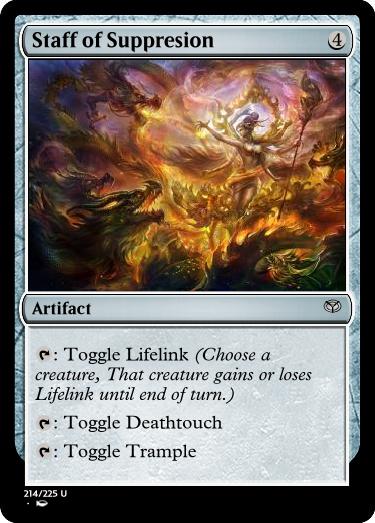 Staff of Suppresion 4
Artifact
: Toggle Lifelink (Choose a
creature, That creature gains or loses
Lifelink until end of turn.)
: Toggle Deathtouch
: Toggle Trample
214/225 U